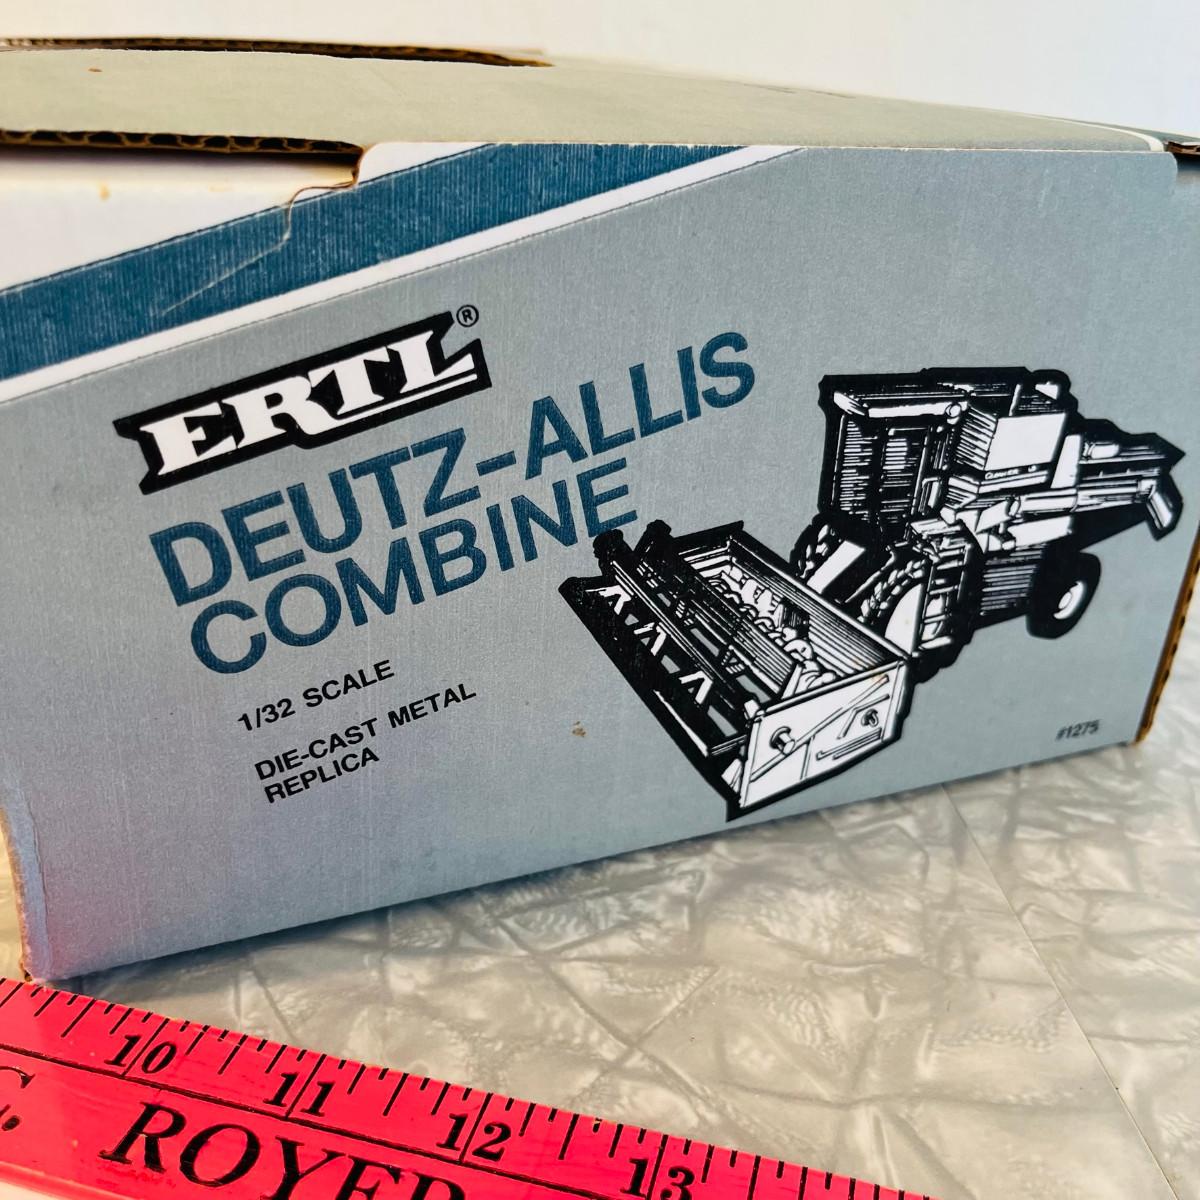 ERTL®
DEUTZ-ALLIS
COMBINE
1/32 SCALE
DIE-CAST METAL
REPLICA
#1275
10 11 12 13
C. ROYER